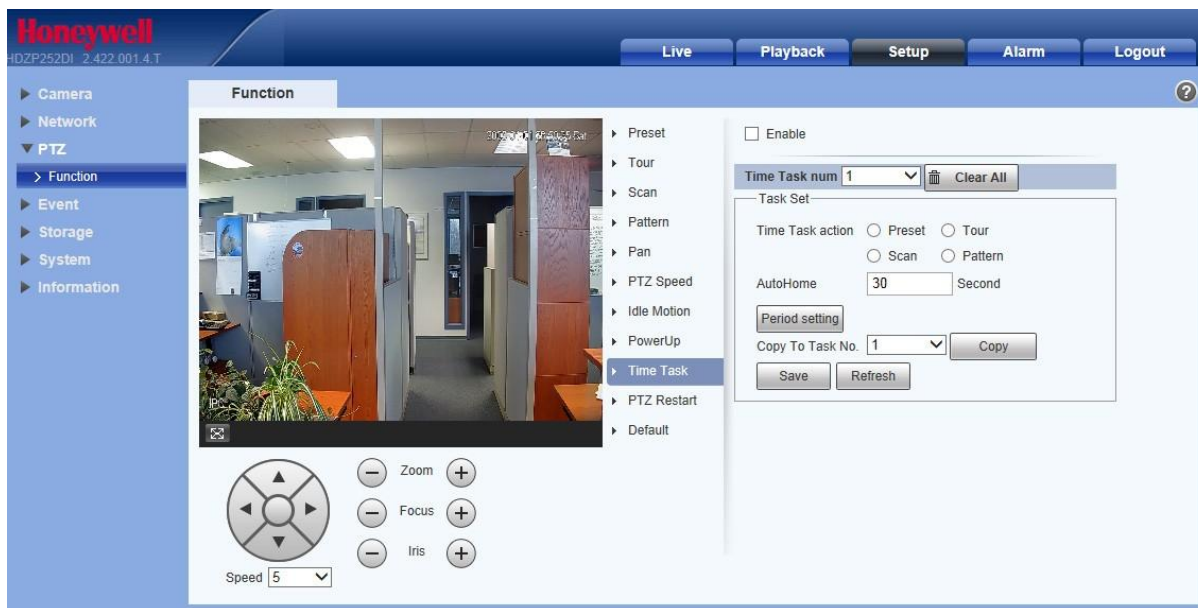 Honeywell
HDZP252DI 2.422.001.4.T
Live
Playback
Setup
Alarm
Logout
Camera
Network
PTZ
Function
Event
Storage
System
Information
Function
?
IPC
Speed 5
Zoom
Focus
Iris
Preset
Tour
Scan
Pattern
Pan
PTZ Speed
Idle Motion
PowerUp
Time Task
PTZ Restart
Default
Enable
Time Task num 1 Clear All
Task Set
Time Task action Preset Tour
Scan Pattern
AutoHome 30 Second
Period setting
Copy To Task No. 1 Copy
Save Refresh